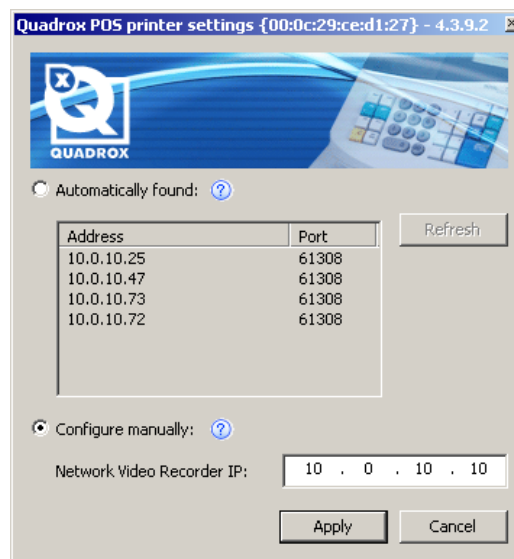 Quadrox POS printer settings {00:0c:29:ce:d1:27} - 4.3.9.2
QUADROX
Automatically found:
Refresh
Address Port
10.0.10.25 61308
10.0.10.47 61308
10.0.10.73 61308
10.0.10.72 61308
Configure manually:
Network Video Recorder IP: 10 . 0 . 10 . 10
Apply Cancel